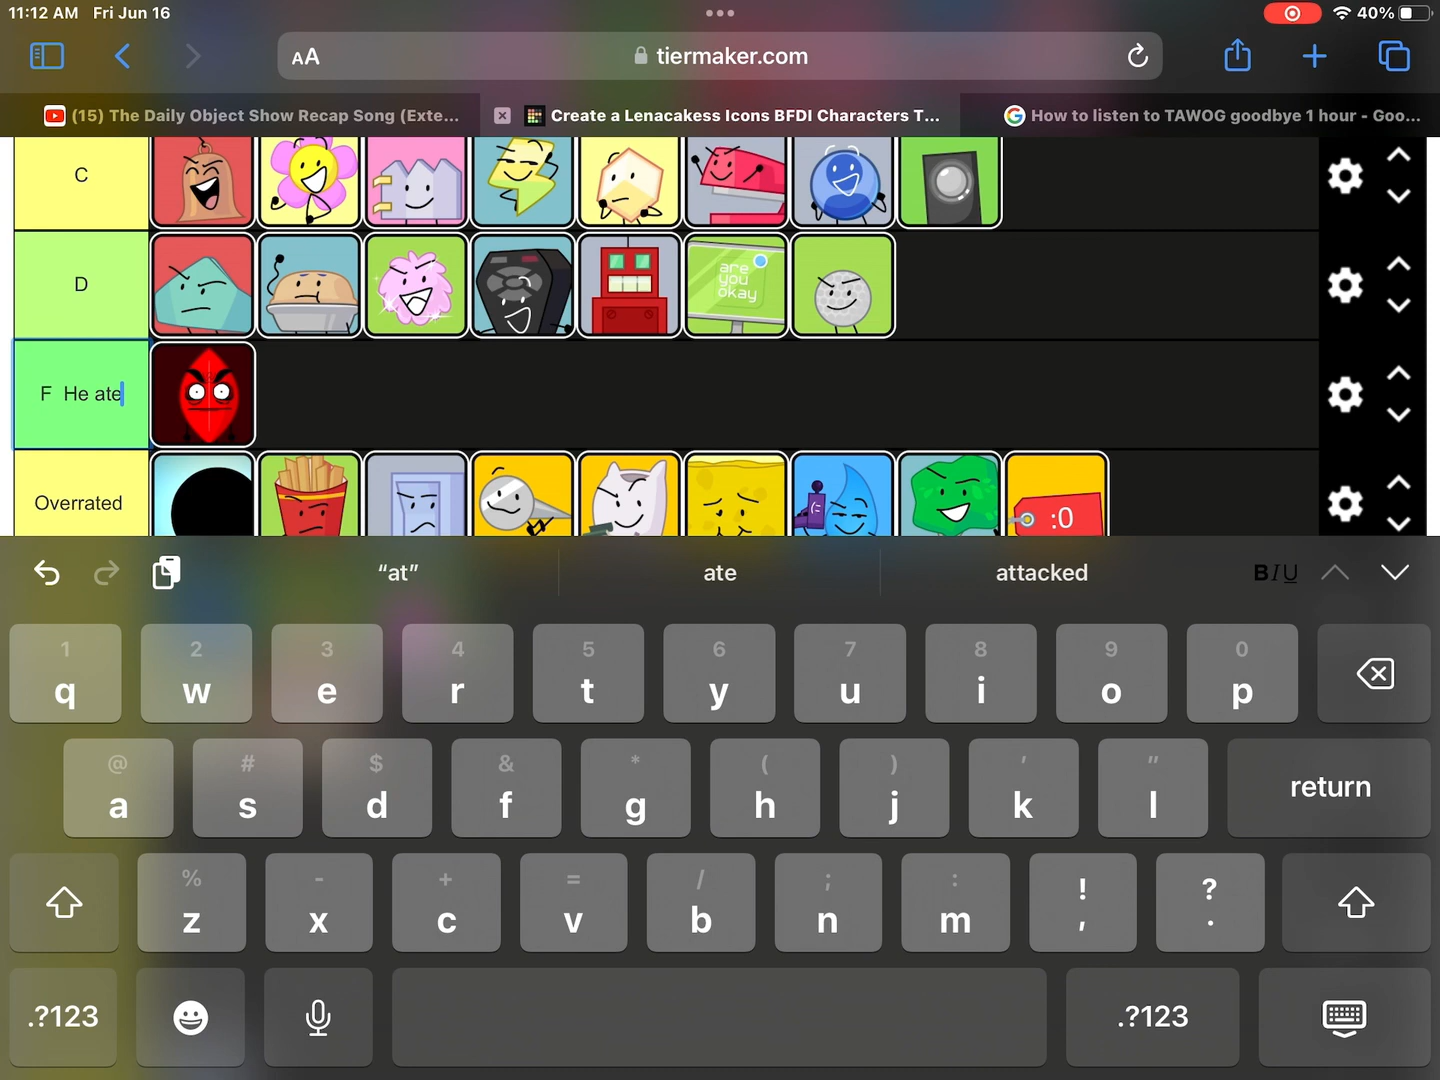 11:12 AM Fri Jun 16
40%
AA
tiermaker.com
(15) The Daily Object Show Recap Song (Exte...
Create a Lenacakess Icons BFDI Characters T...
How to listen to TAWOG goodbye 1 hour - Goo...
C
D
are
you
okay
F He ate
Overrated
:0
“at”
ate
attacked
BIU
1 2 3 4 5 6 7 8 9 0
q w e r t y u i o p
@ # $ & * ( ) ' "
a s d f g h j k l return
% - + = / ; : ! ?
z x c v b n m , .
.?123
.?123